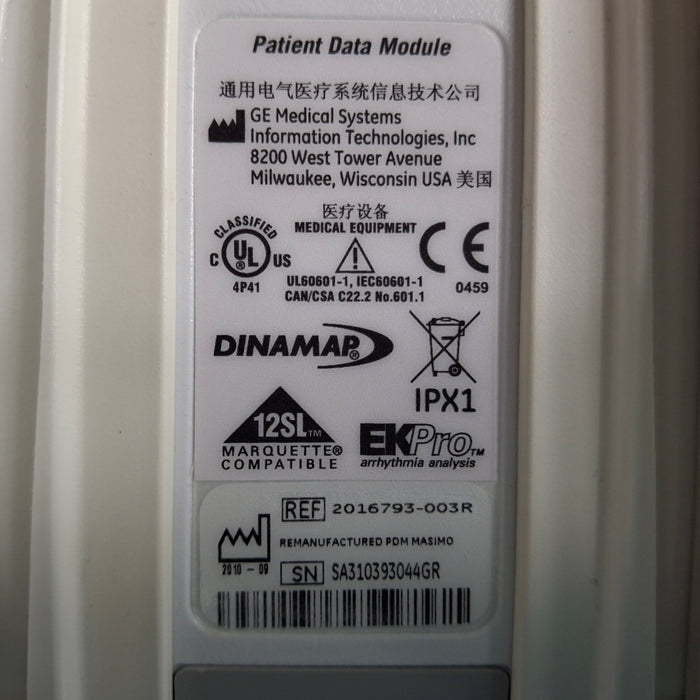 Patient Data Module
通用电气医疗系统信息技术公司
GE Medical Systems
Information Technologies, Inc
8200 West Tower Avenue
Milwaukee, Wisconsin USA 美国
医疗设备
MEDICAL EQUIPMENT
CLASSIFIED
C UL® US
4P41
UL60601-1, IEC60601-1
CAN/CSA C22.2 No.601.1
CE
0459
DINAMAP®
IPX1
12SL™
MARQUETTE®
COMPATIBLE
EKPro™
arrhythmia analysis
REF 2016793-003R
REMANUFACTURED PDM MASIMO
2010 - 09
SN SA310393044GR